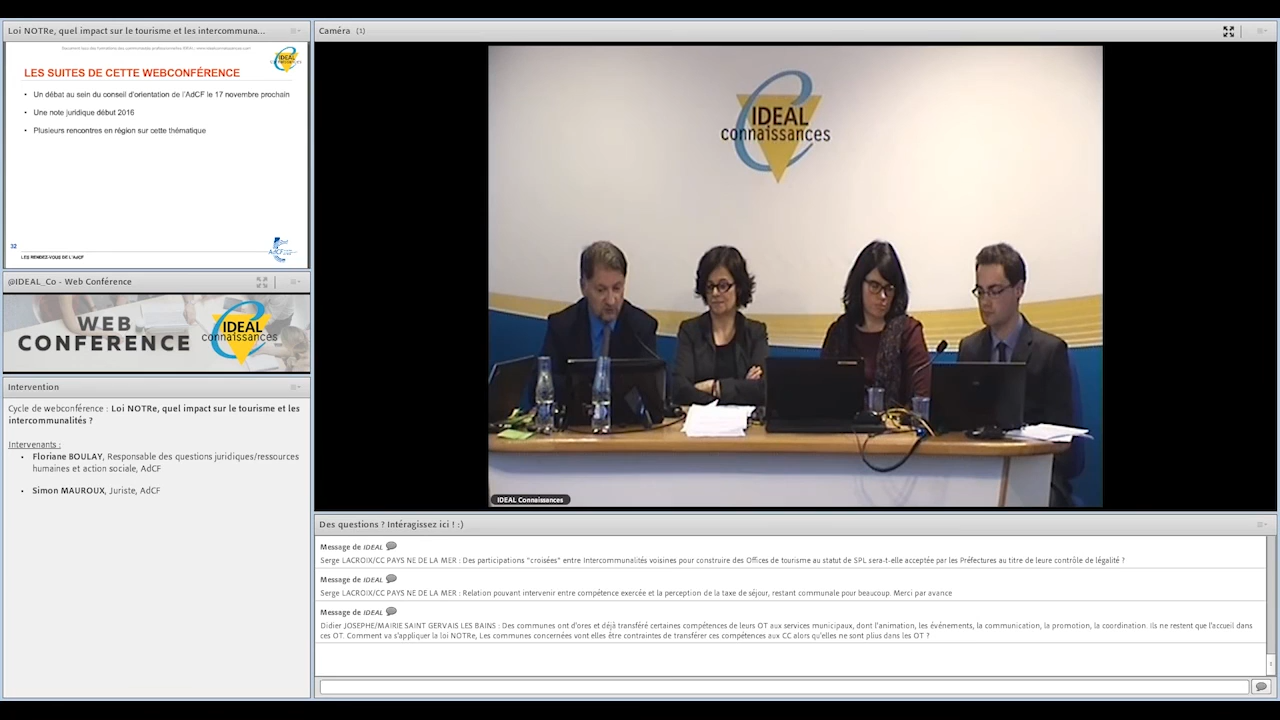 Loi NOTRe, quel impact sur le tourisme et les intercommuna...
IDEAL
connaissances
LES SUITES DE CETTE WEBCONFÉRENCE
• Un débat au sein du conseil d'orientation de l'AdCF le 17 novembre prochain
• Une note juridique début 2016
• Plusieurs rencontres en région sur cette thématique
32
LES RENDEZ-VOUS DE L'AdCF
AdCF
@IDEAL_Co - Web Conférence
WEB
CONFERENCE
IDEAL
connaissances
Intervention
Cycle de webconférence : Loi NOTRe, quel impact sur le tourisme et les
intercommunalités ?
Intervenants :
• Floriane BOULAY, Responsable des questions juridiques/ressources
humaines et action sociale, AdCF
• Simon MAUROUX, Juriste, AdCF
Caméra (1)
IDEAL
connaissances
IDEAL Connaissances
Des questions ? Intéragissez ici ! :)
Message de IDEAL
Serge LACROIX/CC PAYS NE DE LA MER : Des participations "croisées" entre Intercommunalités voisines pour construire des Offices de tourisme au statut de SPL sera-t-elle acceptée par les Préfectures au titre de leure contrôle de légalité ?
Message de IDEAL
Serge LACROIX/CC PAYS NE DE LA MER : Relation pouvant intervenir entre compétence exercée et la perception de la taxe de séjour, restant communale pour beaucoup. Merci par avance
Message de IDEAL
Didier JOSEPHE/MAIRIE SAINT GERVAIS LES BAINS : Des communes ont d'ores et déjà transféré certaines compétences de leurs OT aux services municipaux, dont l'animation, les événements, la communication, la promotion, la coordination. Ils ne restent que l'accueil dans
ces OT. Comment va s'appliquer la loi NOTRe, Les communes concernées vont elles être contraintes de transférer ces compétences aux CC alors qu'elles ne sont plius dans les OT ?